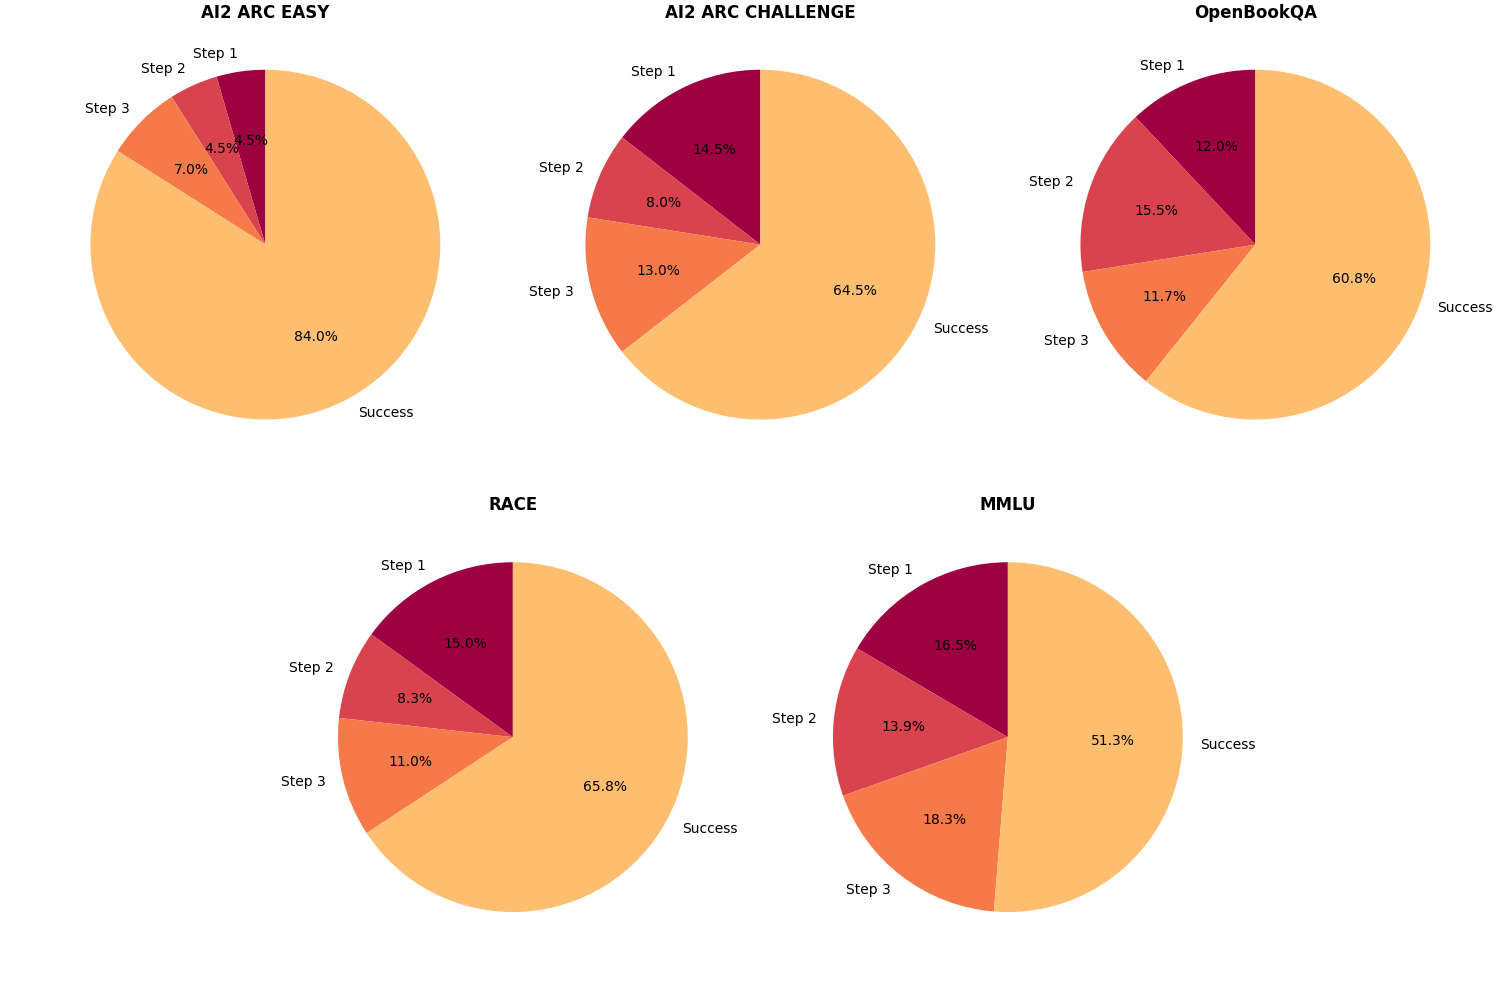 AI2 ARC EASY
Step 1
Step 2
Step 3
4.5%
4.5%
7.0%
84.0%
Success
AI2 ARC CHALLENGE
Step 1
14.5%
Step 2
8.0%
13.0%
Step 3
64.5%
Success
OpenBookQA
Step 1
12.0%
Step 2
15.5%
11.7%
Step 3
60.8%
Success
RACE
Step 1
15.0%
Step 2
8.3%
11.0%
Step 3
65.8%
Success
MMLU
Step 1
16.5%
Step 2
13.9%
18.3%
Step 3
51.3%
Success